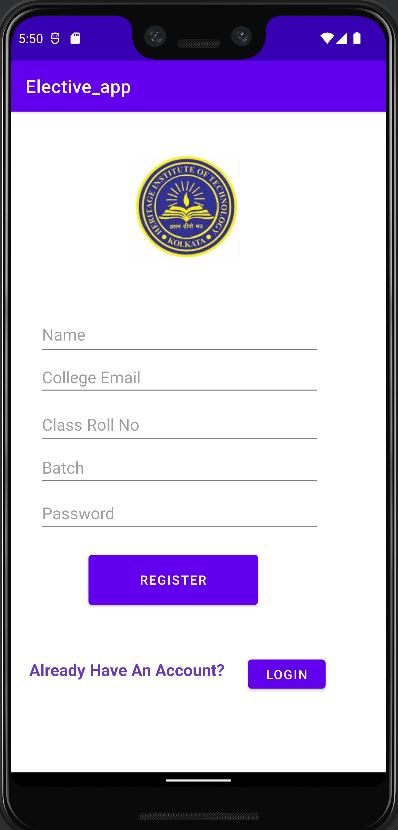 5:50
Elective_app
HERITAGE INSTITUTE OF TECHNOLOGY
• KOLKATA •
Name
College Email
Class Roll No
Batch
Password
REGISTER
Already Have An Account?
LOGIN